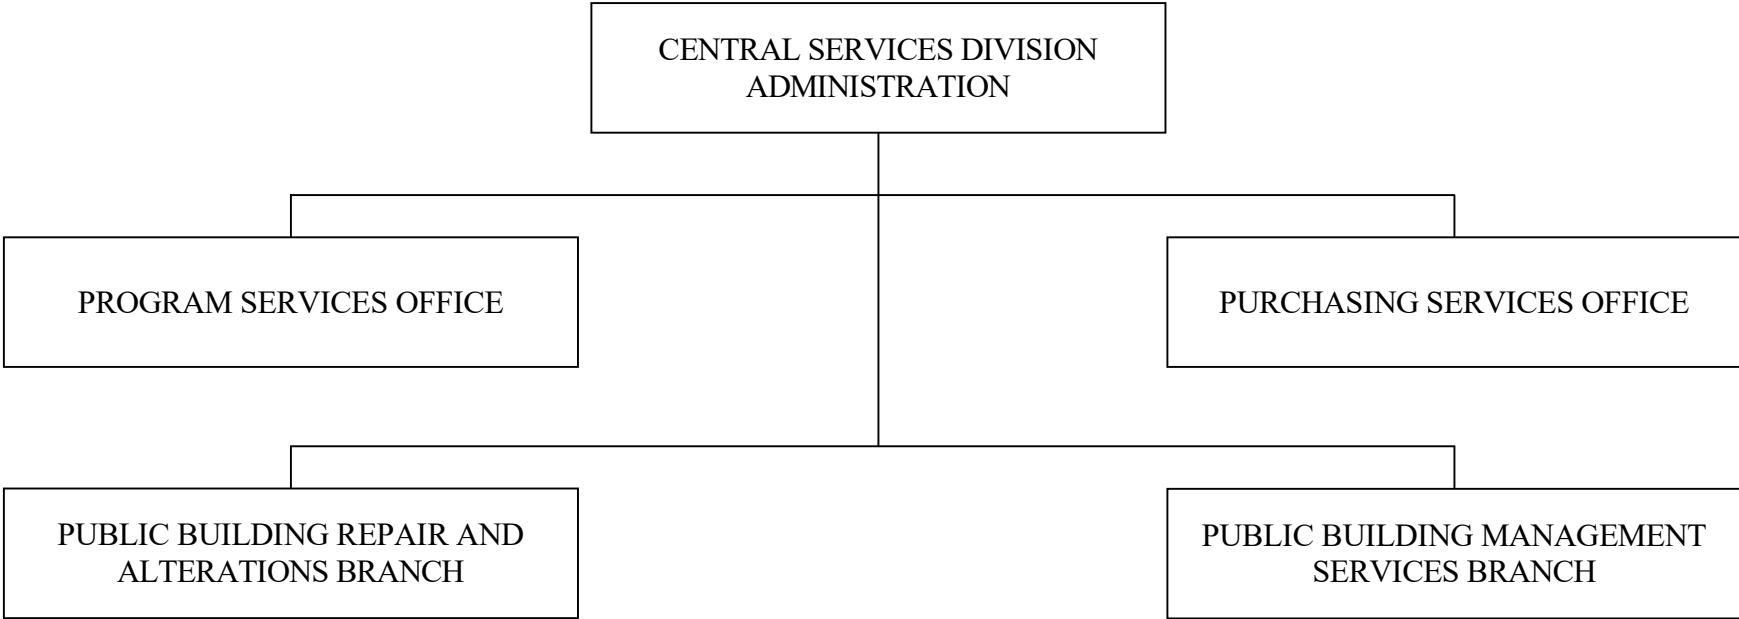 CENTRAL SERVICES DIVISION
ADMINISTRATION
PROGRAM SERVICES OFFICE
PURCHASING SERVICES OFFICE
PUBLIC BUILDING REPAIR AND
ALTERATIONS BRANCH
PUBLIC BUILDING MANAGEMENT
SERVICES BRANCH